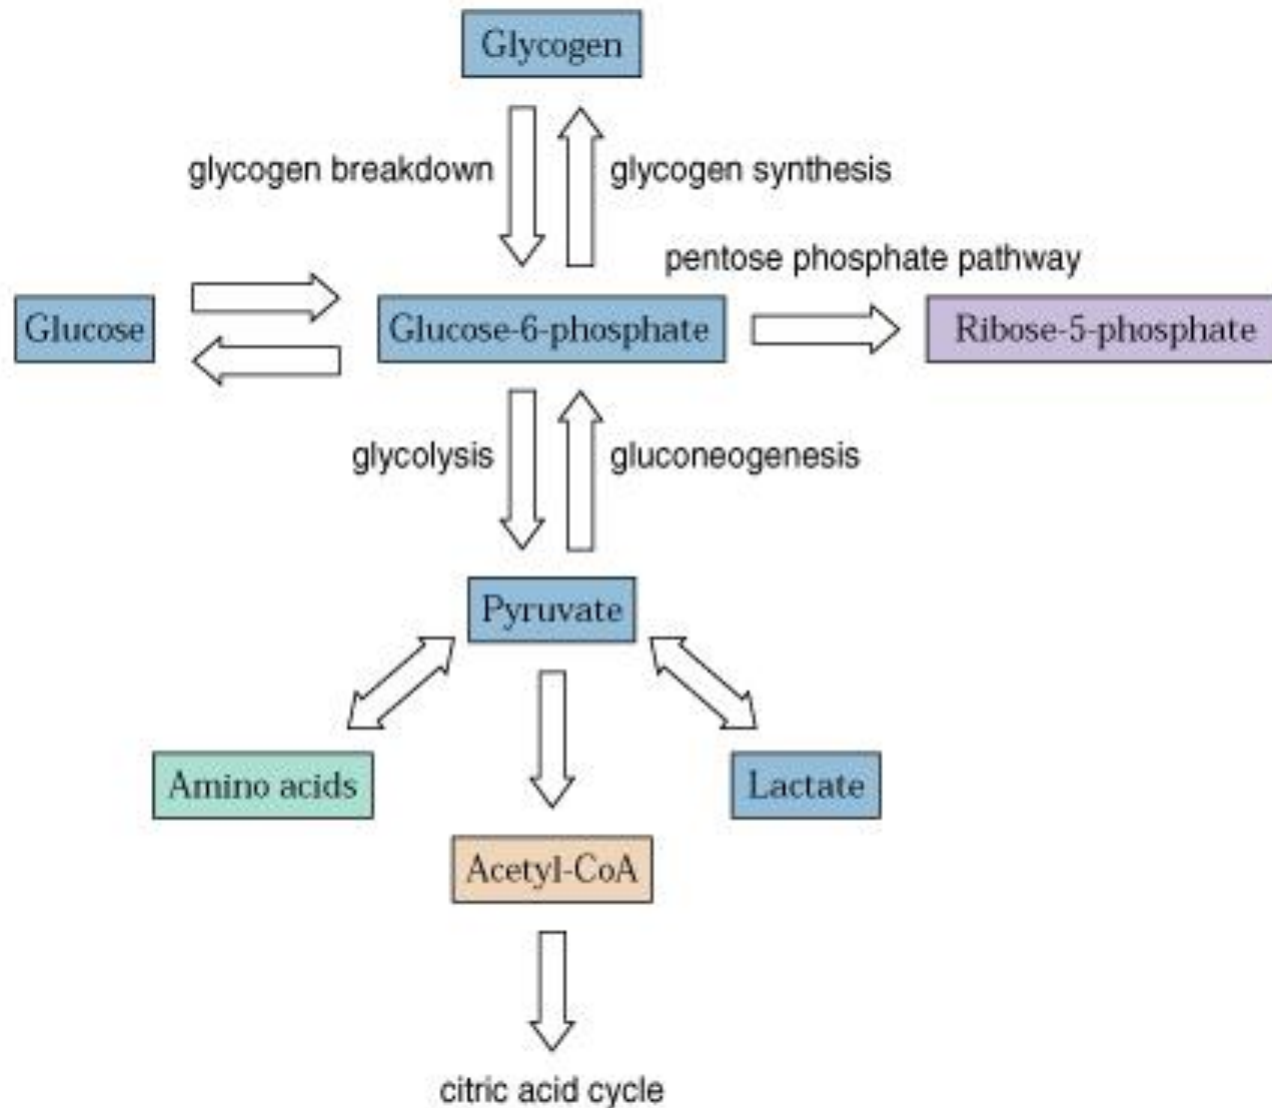 Glycogen
glycogen breakdown
glycogen synthesis
pentose phosphate pathway
Glucose
Glucose-6-phosphate
Ribose-5-phosphate
glycolysis
gluconeogenesis
Pyruvate
Amino acids
Lactate
Acetyl-CoA
citric acid cycle